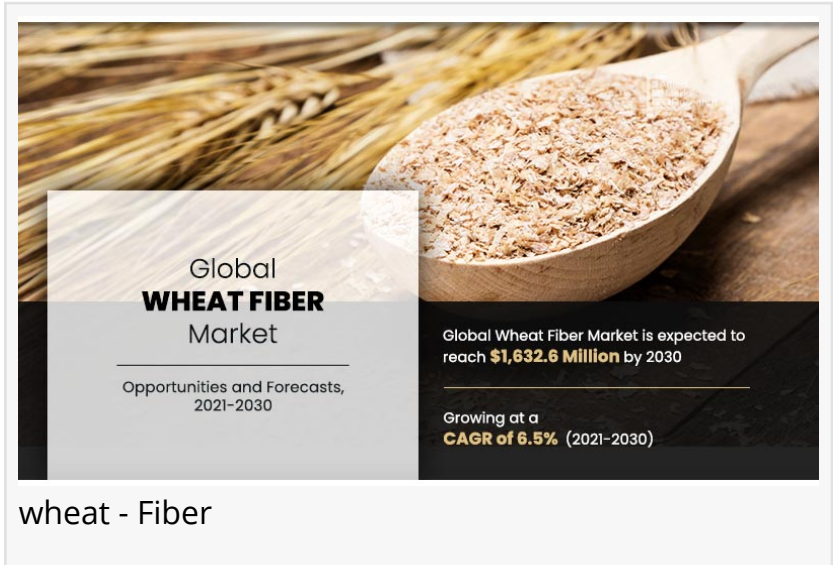 Global
WHEAT FIBER
Market
Opportunities and Forecasts,
2021-2030
Global Wheat Fiber Market is expected to
reach $1,632.6 Million by 2030
Growing at a
CAGR of 6.5% (2021-2030)
wheat - Fiber